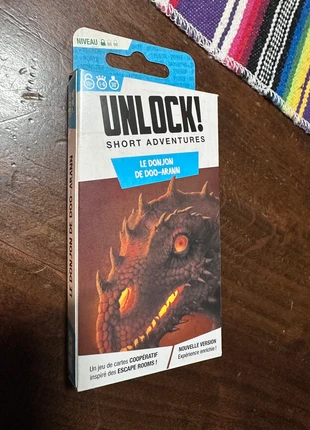 NIVEAU
UNLOCK!
SHORT ADVENTURES
LE DONJON
DE DOO-ARANN
Un jeu de cartes COOPÉRATIF
inspiré des ESCAPE ROOMS !
NOUVELLE VERSION
Expérience enrichie !
LE DONJON DE DOO-ARANN